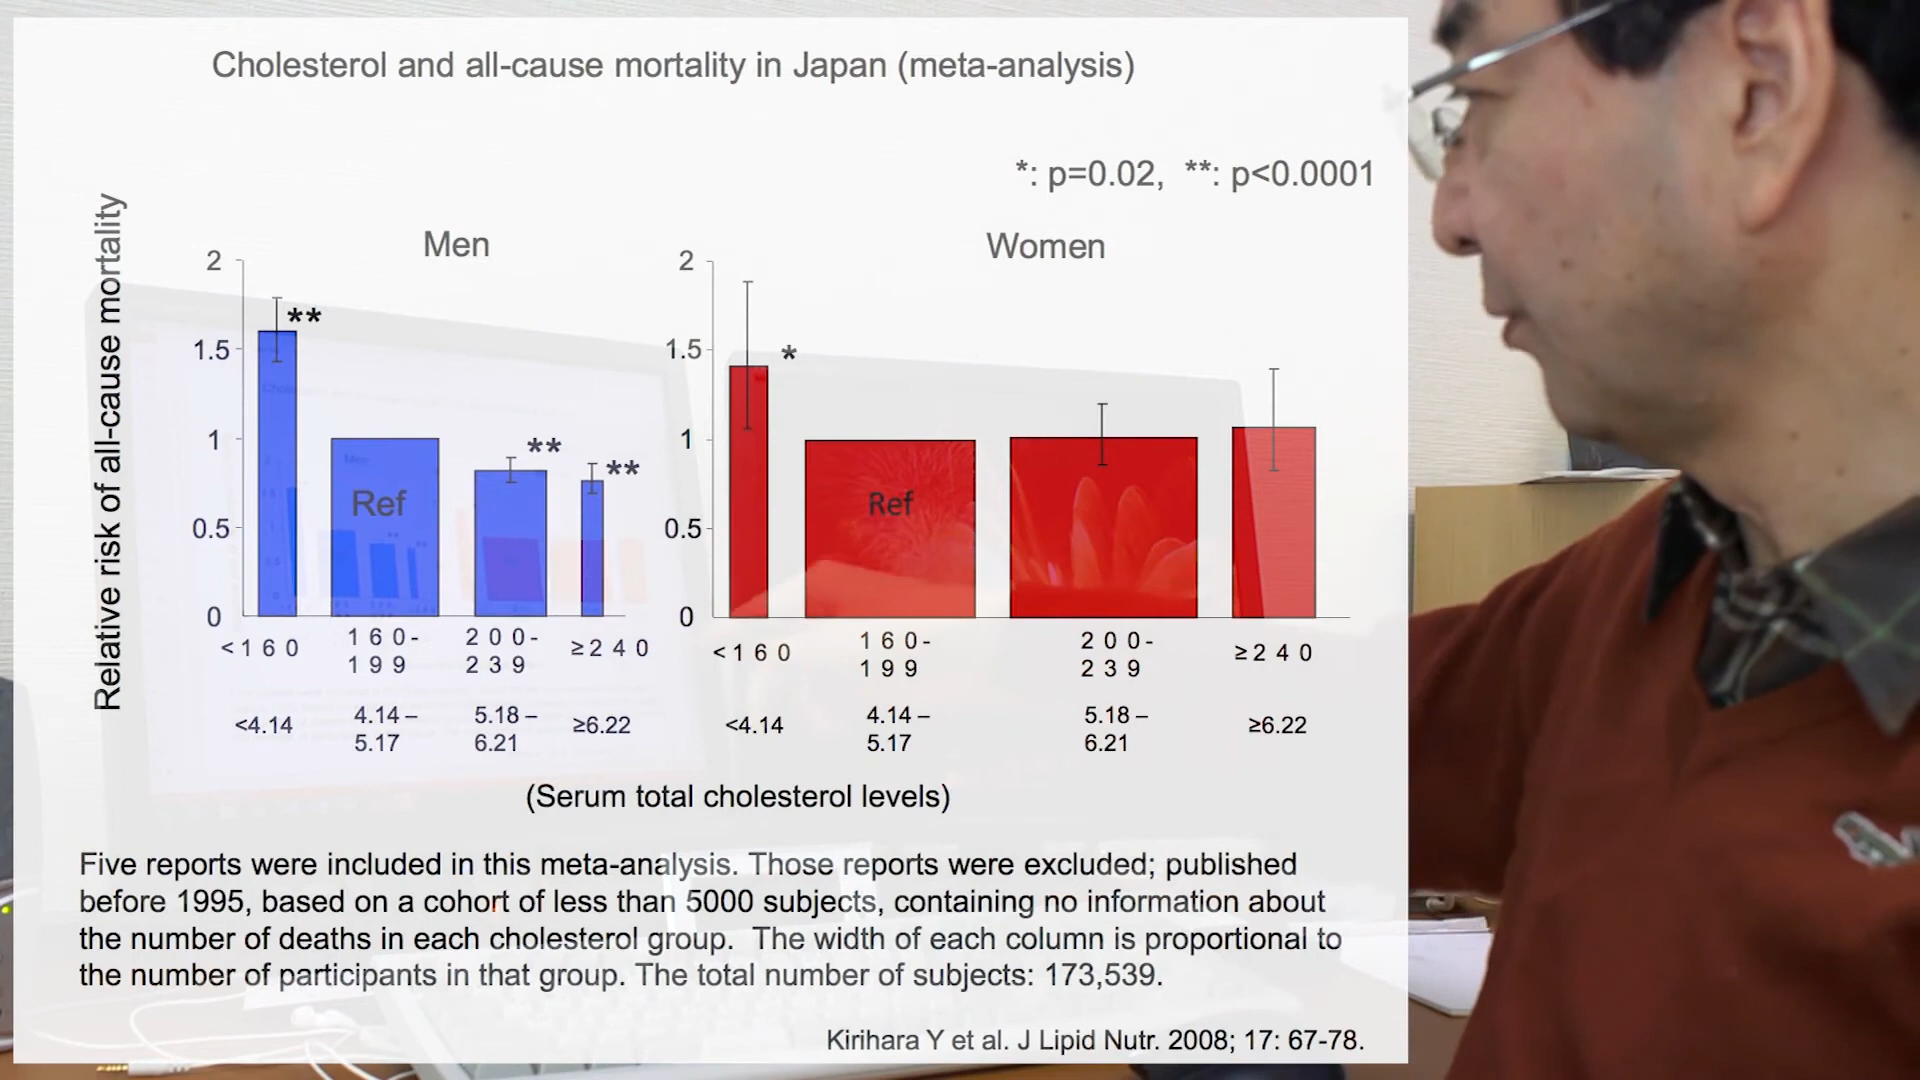 Cholesterol and all-cause mortality in Japan (meta-analysis)
*: p=0.02, **: p<0.0001
Relative risk of all-cause mortality
Men
2
1.5
1
0.5
0
**
Ref
**
**
<160
160-
199
200-
239
≥240
<4.14
4.14 –
5.17
5.18 –
6.21
≥6.22
Women
2
1.5
1
0.5
0
*
Ref
<160
160-
199
200-
239
≥240
<4.14
4.14 –
5.17
5.18 –
6.21
≥6.22
(Serum total cholesterol levels)
Five reports were included in this meta-analysis. Those reports were excluded; published
before 1995, based on a cohort of less than 5000 subjects, containing no information about
the number of deaths in each cholesterol group. The width of each column is proportional to
the number of participants in that group. The total number of subjects: 173,539.
Kirihara Y et al. J Lipid Nutr. 2008; 17: 67-78.